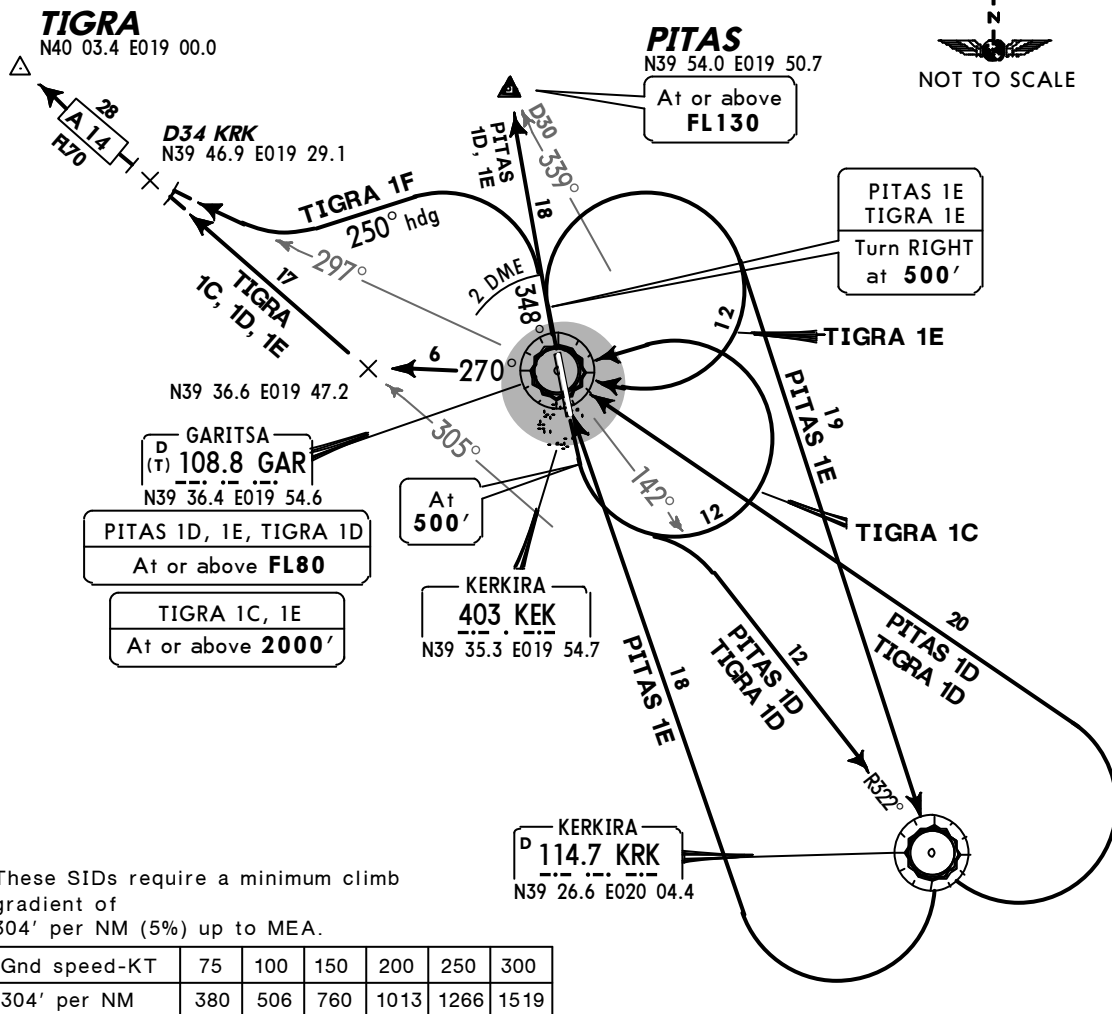 TIGRA
N40 03.4 E019 00.0
PITAS
N39 54.0 E019 50.7
At or above
FL130
N
NOT TO SCALE
28
A 14
R70
D34 KRK
N39 46.9 E019 29.1
PITAS
1D, 1E
18
D30
339°
TIGRA 1F
250° hdg
297°
2 DME
348°
PITAS 1E
TIGRA 1E
Turn RIGHT
at 500'
17
TIGRA
1C, 1D, 1E
12
TIGRA 1E
6
270°
N39 36.6 E019 47.2
305°
19
PITAS 1E
GARITSA
D
(T) 108.8 GAR
N39 36.4 E019 54.6
At
500'
142°
12
TIGRA 1C
PITAS 1D, 1E, TIGRA 1D
At or above FL80
TIGRA 1C, 1E
At or above 2000'
KERKIRA
403 KEK
N39 35.3 E019 54.7
18
PITAS 1E
12
PITAS 1D
TIGRA 1D
20
PITAS 1D
TIGRA 1D
R322°
KERKIRA
D 114.7 KRK
N39 26.6 E020 04.4
These SIDs require a minimum climb
gradient of
304' per NM (5%) up to MEA.
Gnd speed-KT 75 100 150 200 250 300
304' per NM 380 506 760 1013 1266 1519